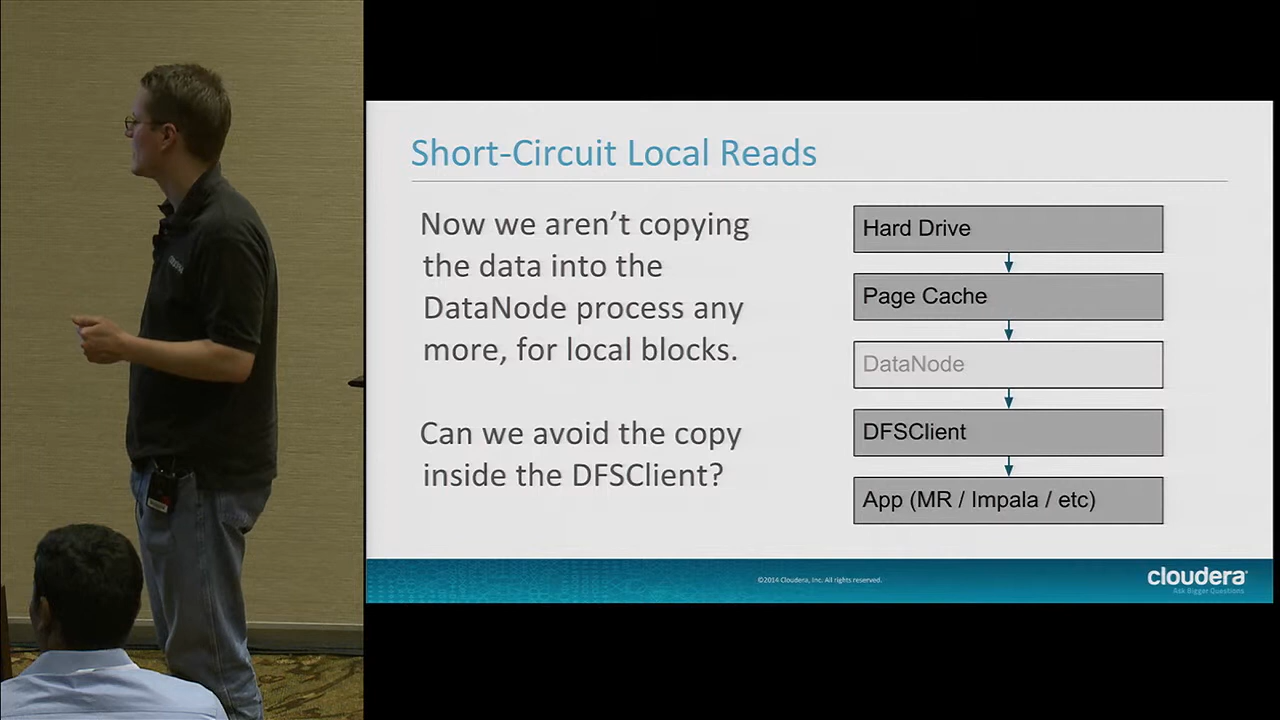 Short-Circuit Local Reads
Now we aren’t copying
the data into the
DataNode process any
more, for local blocks.
Can we avoid the copy
inside the DFSClient?
Hard Drive
Page Cache
DataNode
DFSClient
App (MR / Impala / etc)
©2014 Cloudera, Inc. All rights reserved.
cloudera
Ask Bigger Questions